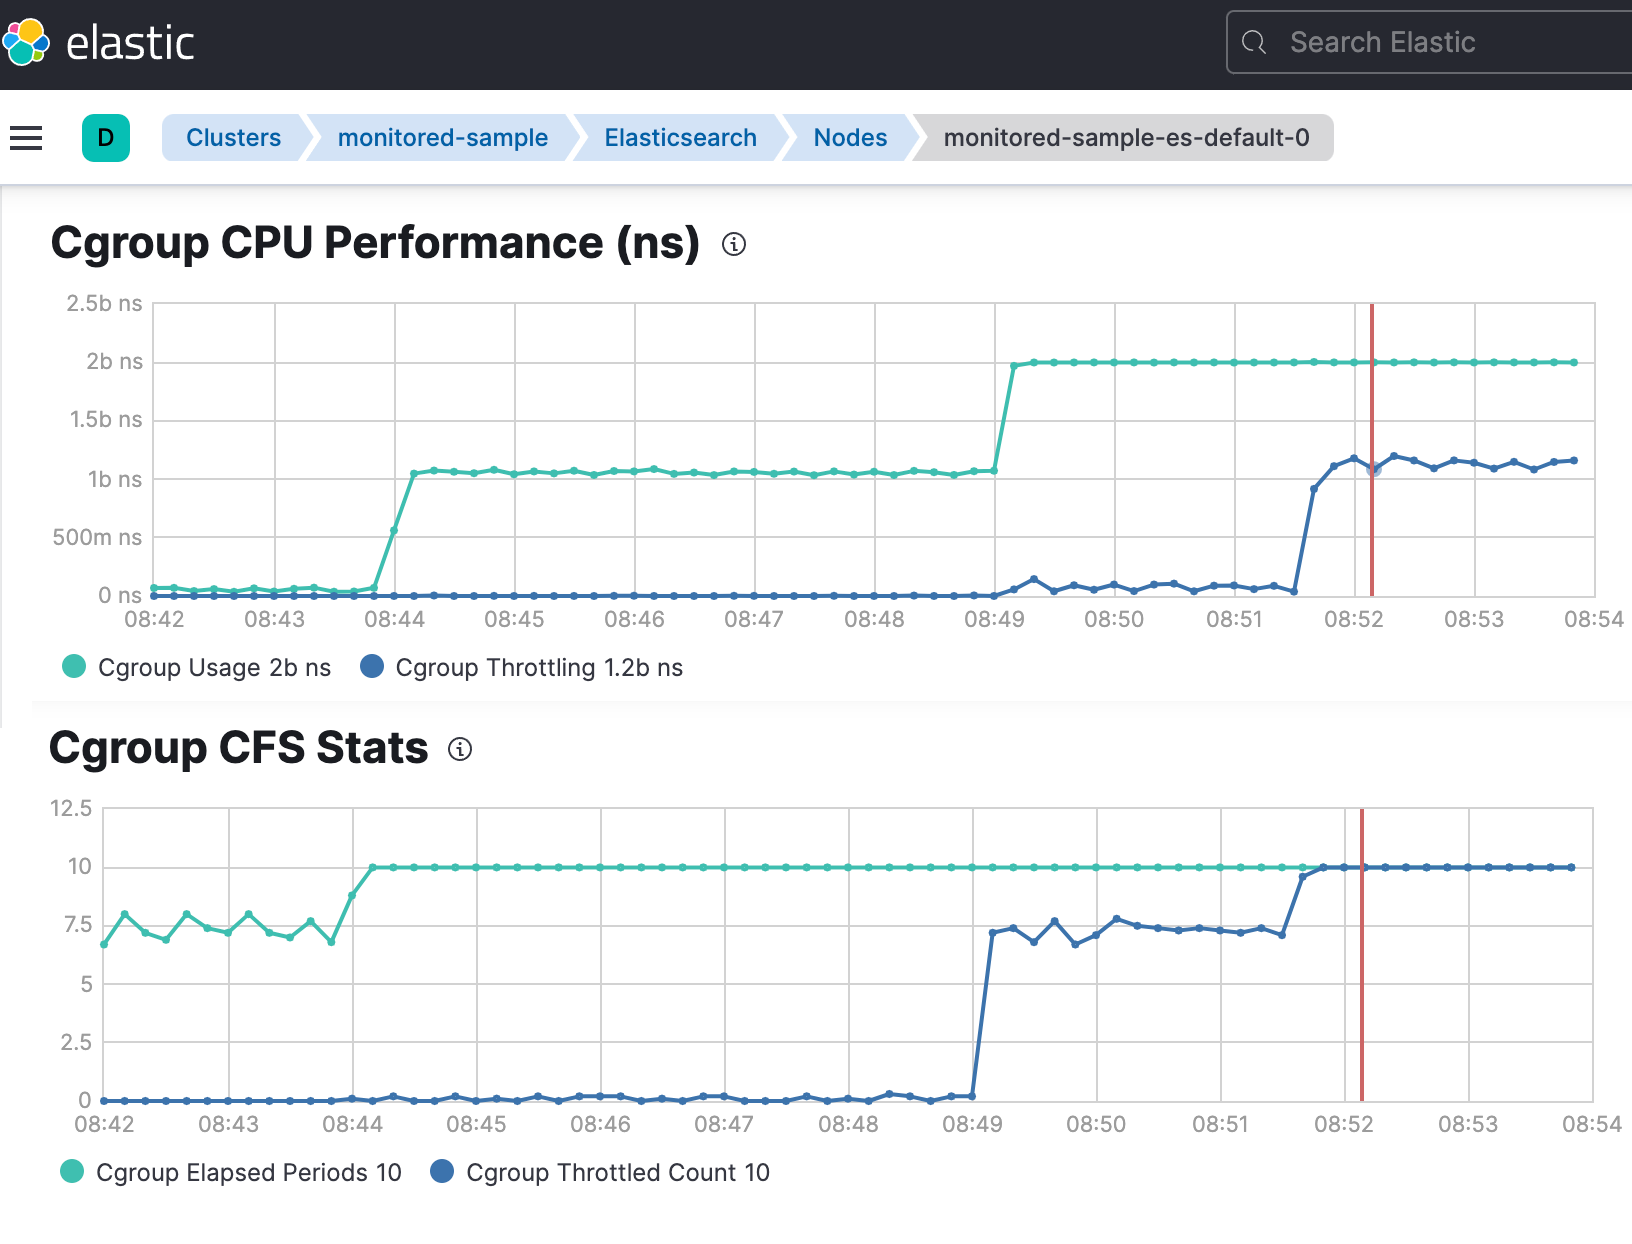 elastic
Search Elastic
D
Clusters
monitored-sample
Elasticsearch
Nodes
monitored-sample-es-default-0
Cgroup CPU Performance (ns)
2.5b ns
2b ns
1.5b ns
1b ns
500m ns
0 ns
08:42 08:43 08:44 08:45 08:46 08:47 08:48 08:49 08:50 08:51 08:52 08:53 08:54
Cgroup Usage 2b ns Cgroup Throttling 1.2b ns
Cgroup CFS Stats
12.5
10
7.5
5
2.5
0
08:42 08:43 08:44 08:45 08:46 08:47 08:48 08:49 08:50 08:51 08:52 08:53 08:54
Cgroup Elapsed Periods 10 Cgroup Throttled Count 10